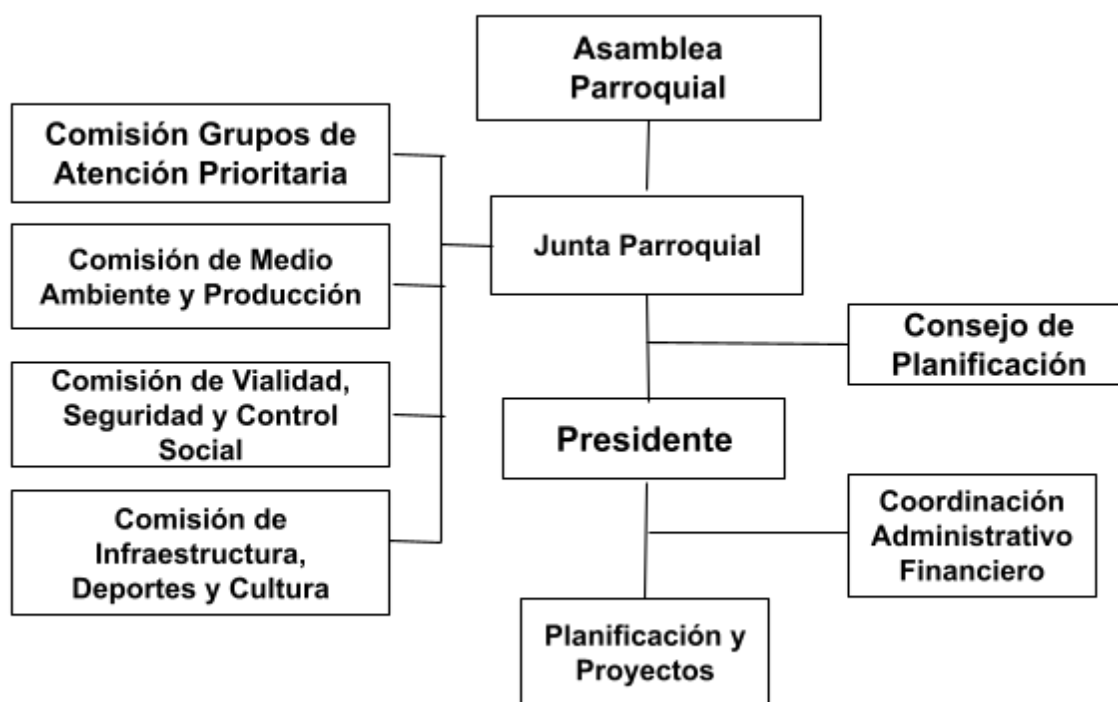 Asamblea
Parroquial
Comisión Grupos de
Atención Prioritaria
Junta Parroquial
Comisión de Medio
Ambiente y Producción
Consejo de
Planificación
Comisión de Vialidad,
Seguridad y Control
Social
Presidente
Coordinación
Administrativo
Financiero
Comisión de
Infraestructura,
Deportes y Cultura
Planificación y
Proyectos